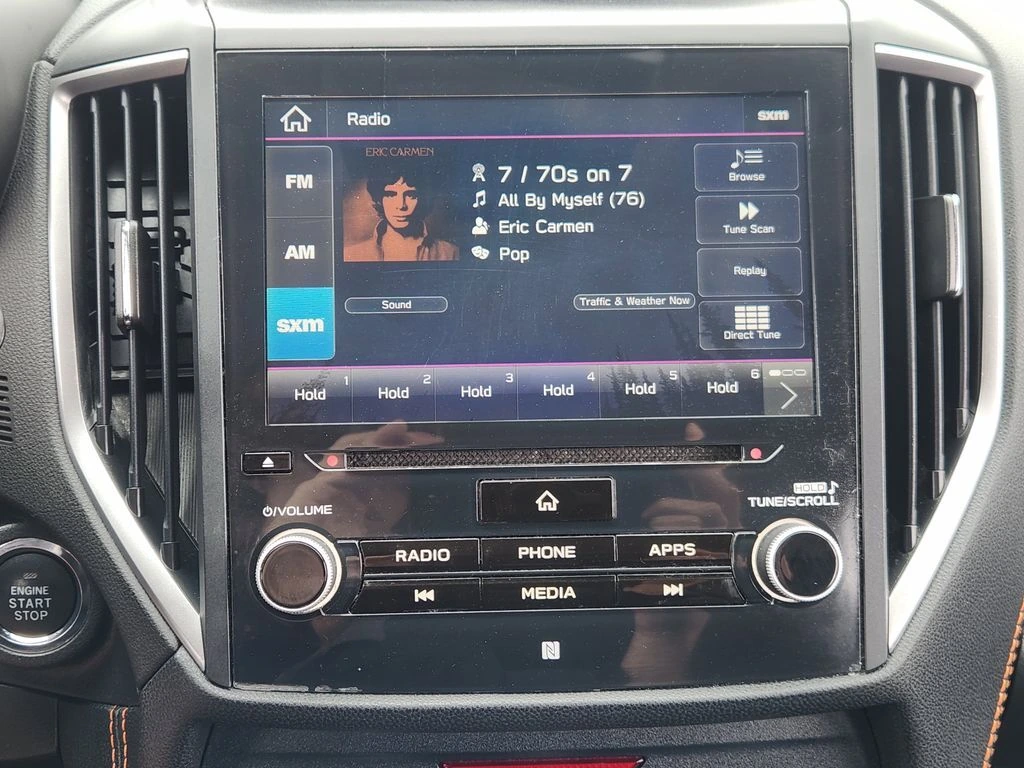 Radio
sxm
FM
AM
sxm
ERIC CARMEN
7 / 70s on 7
All By Myself (76)
Eric Carmen
Pop
Sound
Traffic & Weather Now
Browse
Tune Scan
Replay
Direct Tune
1 2 3 4 5 6
Hold Hold Hold Hold Hold Hold
HOLD
TUNE/SCROLL
/VOLUME
RADIO PHONE APPS
MEDIA
N
ENGINE
START
STOP